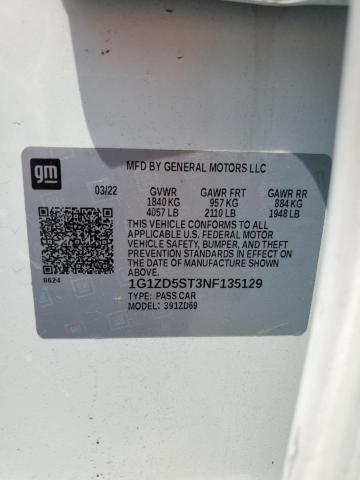 gm
MFD BY GENERAL MOTORS LLC
03/22 GVWR GAWR FRT GAWR RR
1840 KG 957 KG 884 KG
4057 LB 2110 LB 1948 LB
THIS VEHICLE CONFORMS TO ALL
APPLICABLE U.S. FEDERAL MOTOR
VEHICLE SAFETY, BUMPER, AND THEFT
PREVENTION STANDARDS IN EFFECT ON
THE DATE OF MANUFACTURE SHOWN
ABOVE.
8624
1G1ZD5ST3NF135129
TYPE: PASS CAR
MODEL: 391ZD69